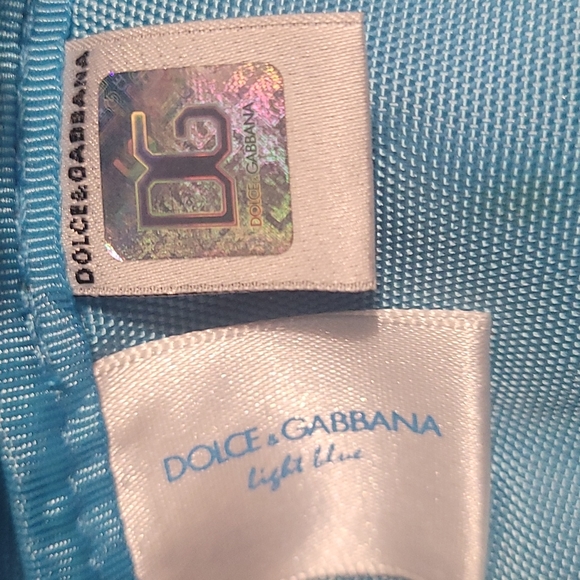 DOLCE&GABBANA
DG
DOLCE & GABBANA
DOLCE & GABBANA
light blue